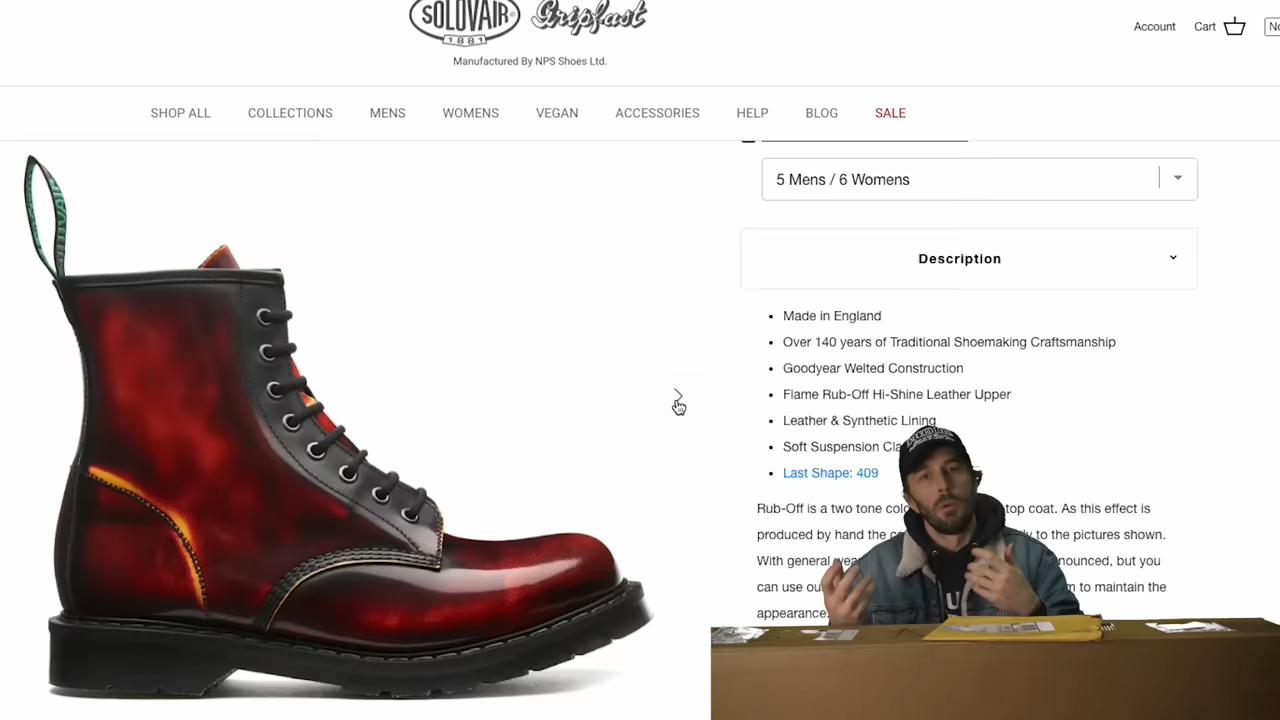 SOLOVAIR
1881
Gripfast
Manufactured By NPS Shoes Ltd.
Account
Cart
SHOP ALL
COLLECTIONS
MENS
WOMENS
VEGAN
ACCESSORIES
HELP
BLOG
SALE
5 Mens / 6 Womens
Description
Made in England
Over 140 years of Traditional Shoemaking Craftsmanship
Goodyear Welted Construction
Flame Rub-Off Hi-Shine Leather Upper
Leather & Synthetic Lining
Soft Suspension Cla
Last Shape: 409
Rub-Off is a two tone colo top coat. As this effect is
produced by hand the c to the pictures shown.
With general wea nounced, but you
can use ou m to maintain the
appearance.